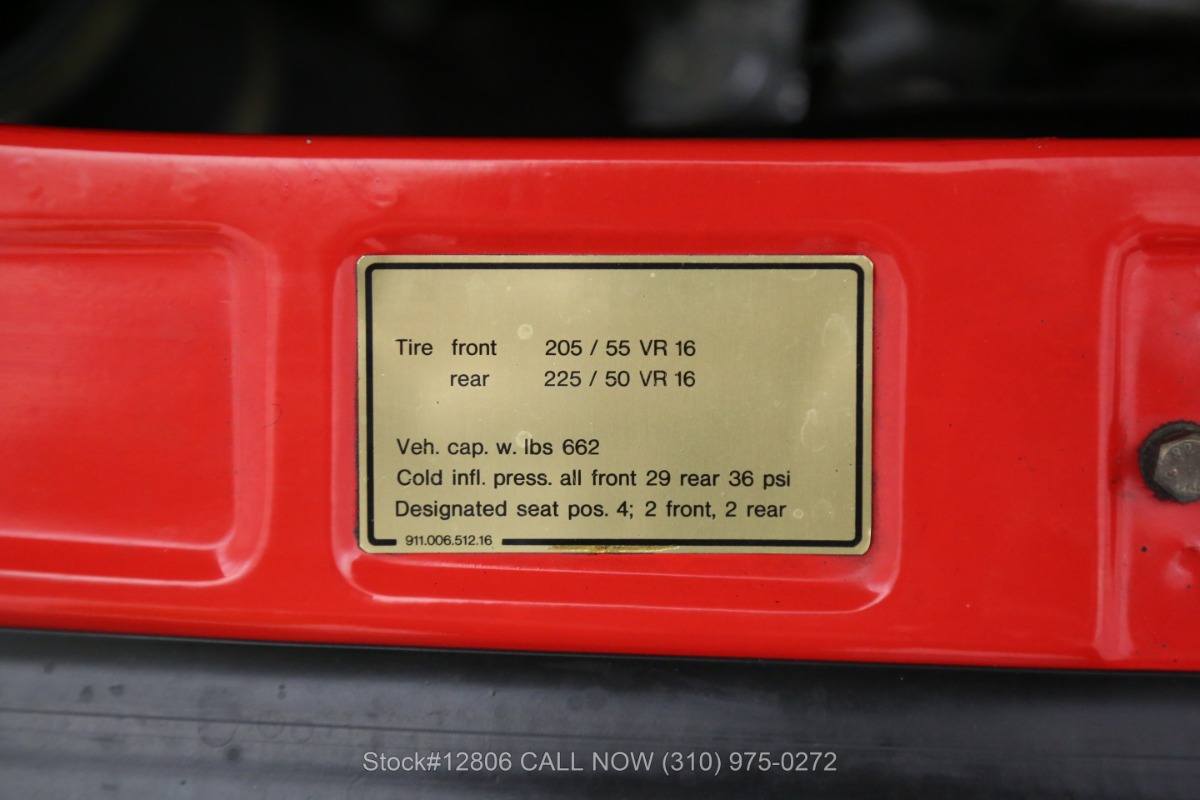 Tire front 205 / 55 VR 16
rear 225 / 50 VR 16
Veh. cap. w. lbs 662
Cold infl. press. all front 29 rear 36 psi
Designated seat pos. 4; 2 front, 2 rear
911.006.512.16
Stock#12806 CALL NOW (310) 975-0272